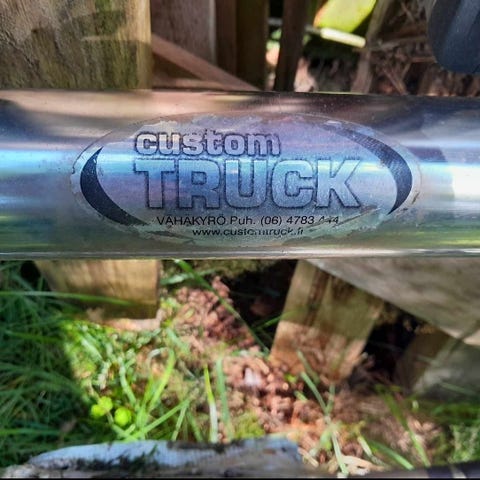 custom
TRUCK
VÄHÄKYRÖ Puh. (06) 4783
www.customtruck.fi